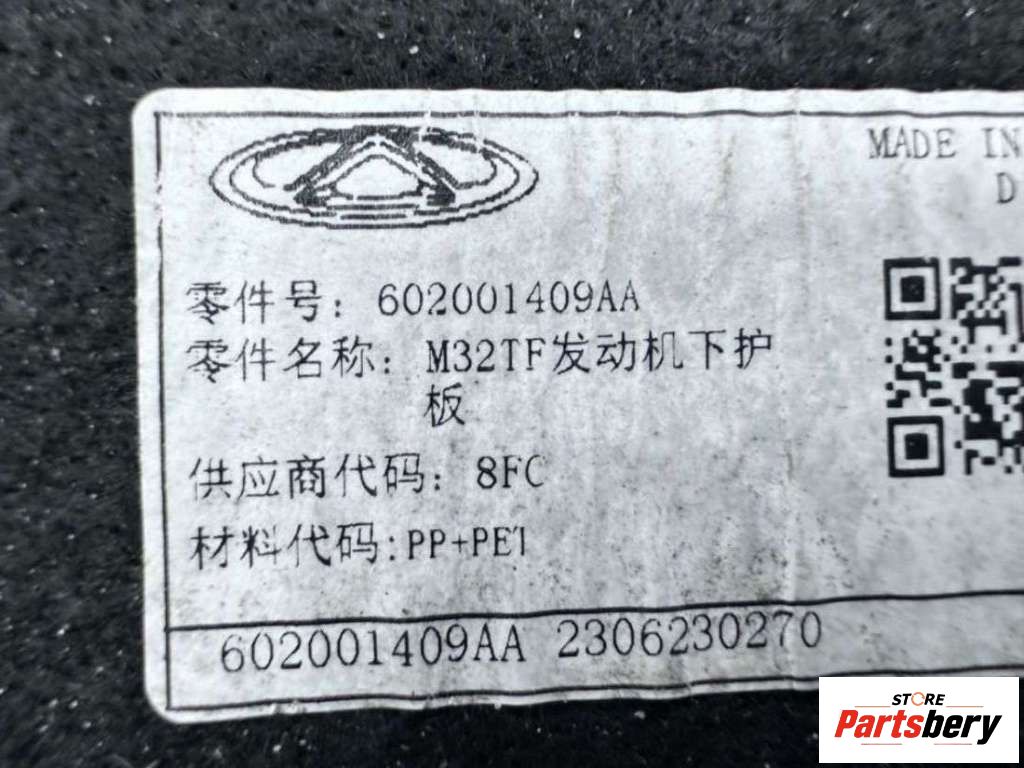 MADE IN
D
零件号: 602001409AA
零件名称: M32TF发动机下护
板
供应商代码: 8FC
材料代码:PP+PET
602001409AA 2306230270
STORE
Partsbery